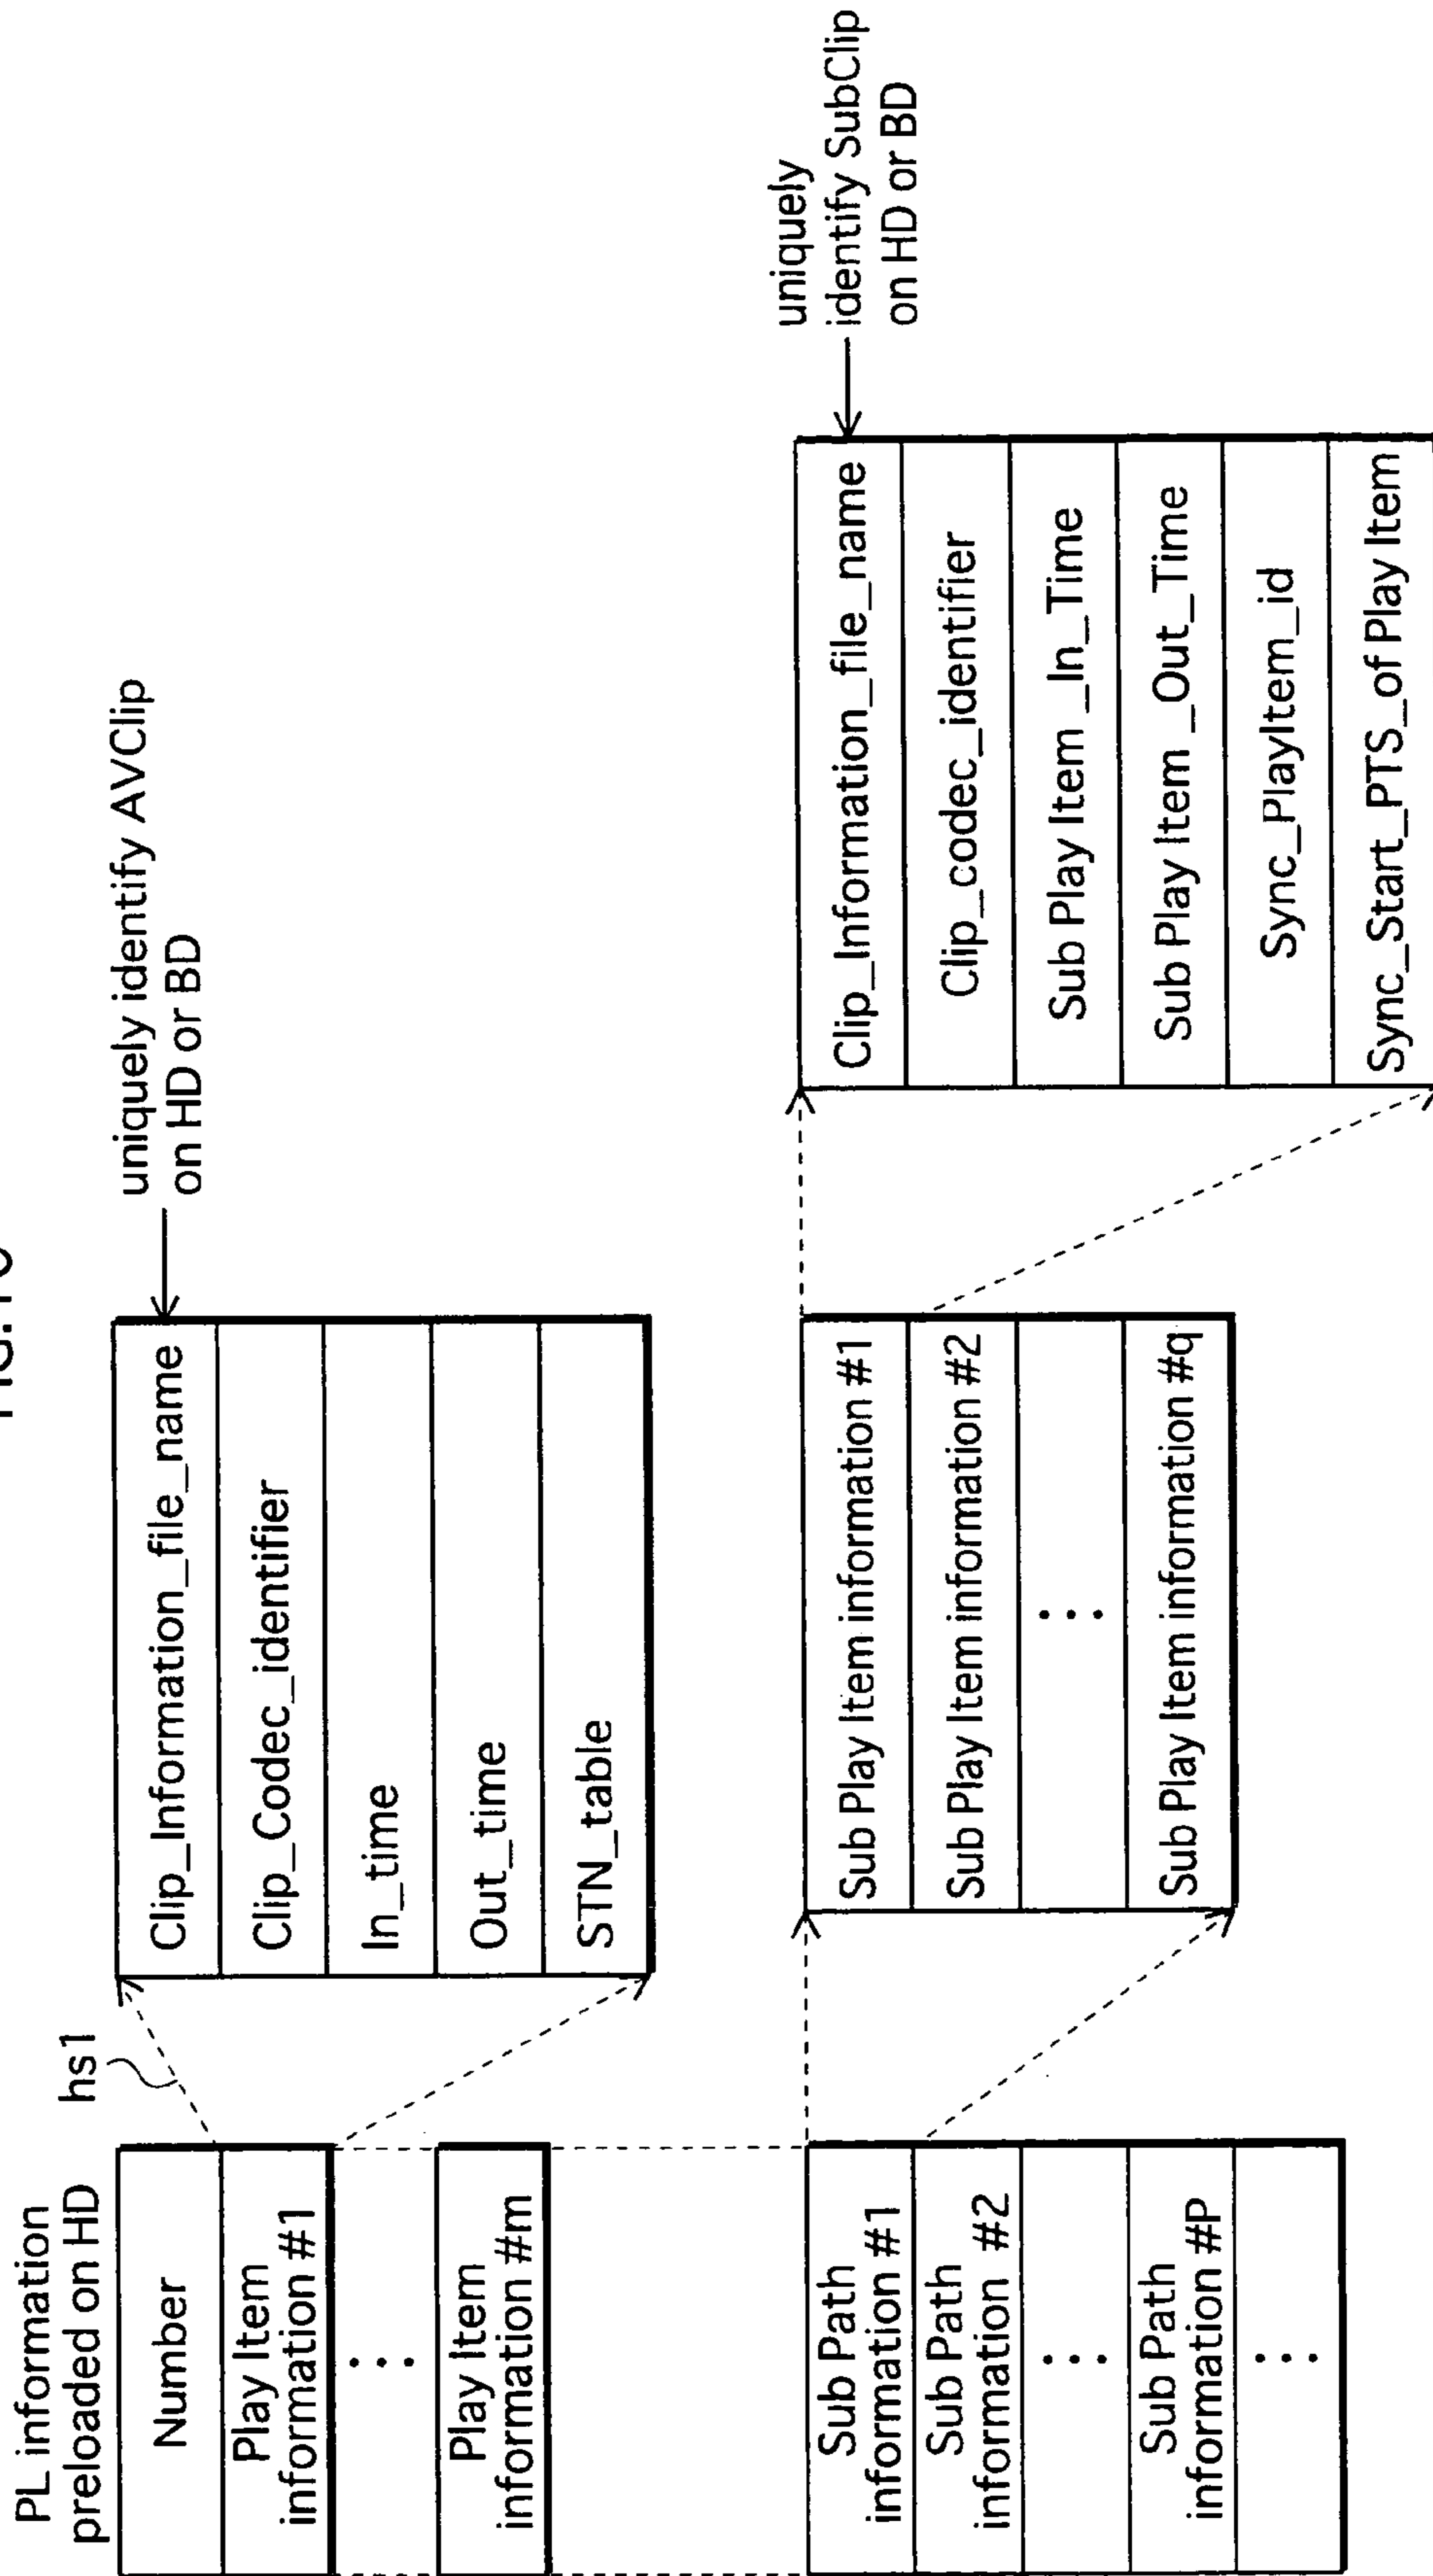 PL information
preloaded on HD
Number
Play Item
information #1
...
Play Item
information #m
hs1
Clip_Information_file_name
Clip_Codec_identifier
In_time
Out_time
STN_table
uniquely identify AVClip
on HD or BD
Sub Path
information #1
Sub Path
information #2
...
Sub Path
information #P
...
Sub Play Item information #1
Sub Play Item information #2
...
Sub Play Item information #q
Clip_Information_file_name
Clip_codec_identifier
Sub Play Item _In_Time
Sub Play Item _Out_Time
Sync_PlayItem_id
Sync_Start_PTS_of Play Item
uniquely
identify SubClip
on HD or BD